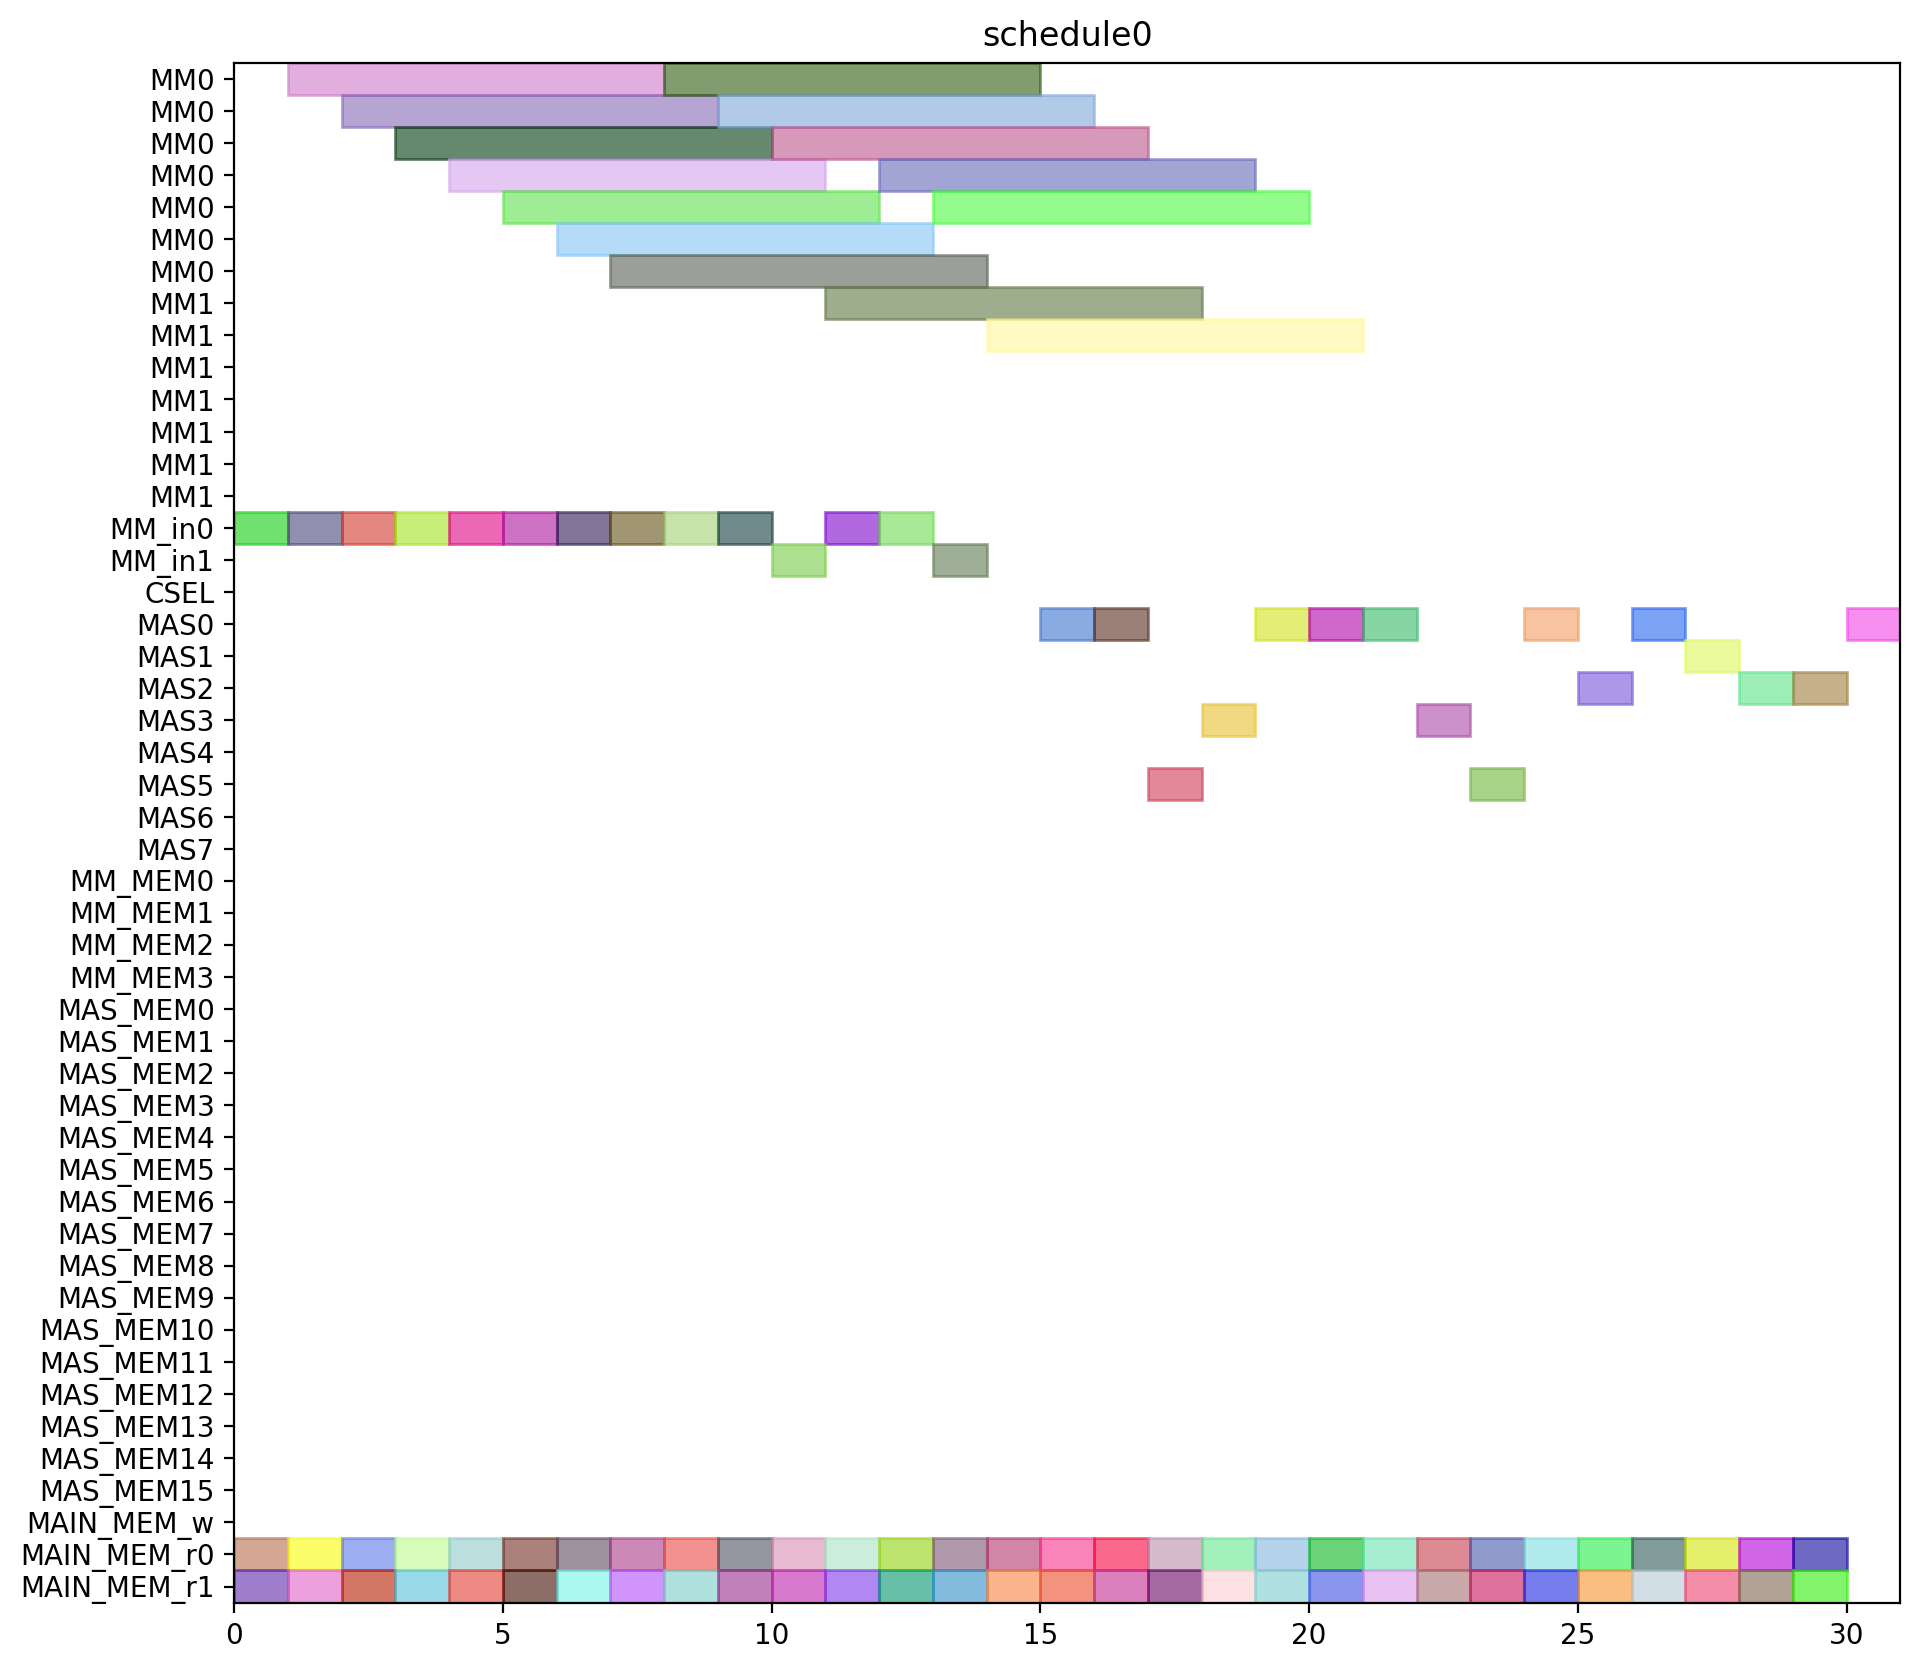 schedule0
MM0
MM0
MM0
MM0
MM0
MM0
MM0
MM1
MM1
MM1
MM1
MM1
MM1
MM1
MM_in0
MM_in1
CSEL
MAS0
MAS1
MAS2
MAS3
MAS4
MAS5
MAS6
MAS7
MM_MEM0
MM_MEM1
MM_MEM2
MM_MEM3
MAS_MEM0
MAS_MEM1
MAS_MEM2
MAS_MEM3
MAS_MEM4
MAS_MEM5
MAS_MEM6
MAS_MEM7
MAS_MEM8
MAS_MEM9
MAS_MEM10
MAS_MEM11
MAS_MEM12
MAS_MEM13
MAS_MEM14
MAS_MEM15
MAIN_MEM_w
MAIN_MEM_r0
MAIN_MEM_r1
0 5 10 15 20 25 30